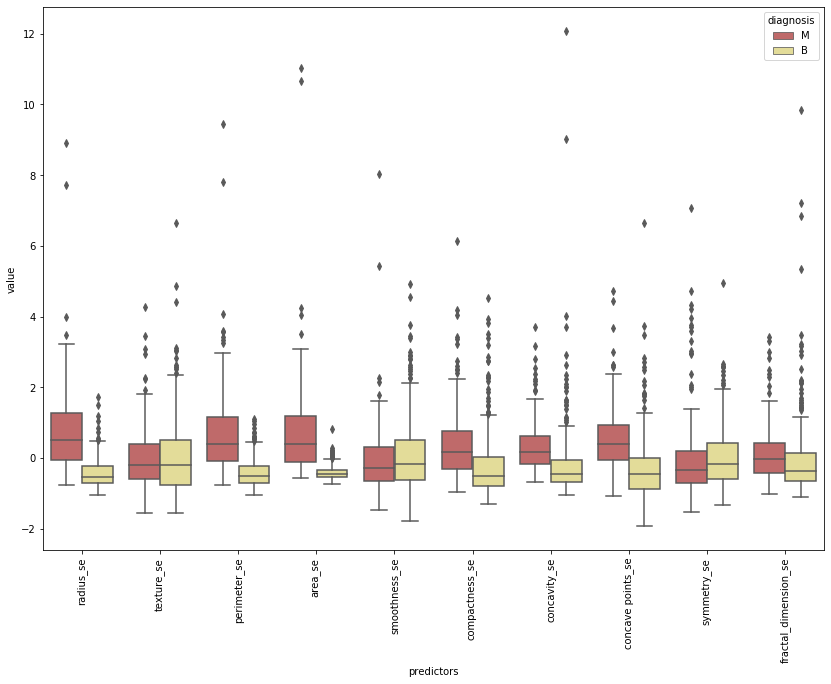 diagnosis
M
B
value
12
10
8
6
4
2
0
−2
radius_se
texture_se
perimeter_se
area_se
smoothness_se
compactness_se
concavity_se
concave points_se
symmetry_se
fractal_dimension_se
predictors